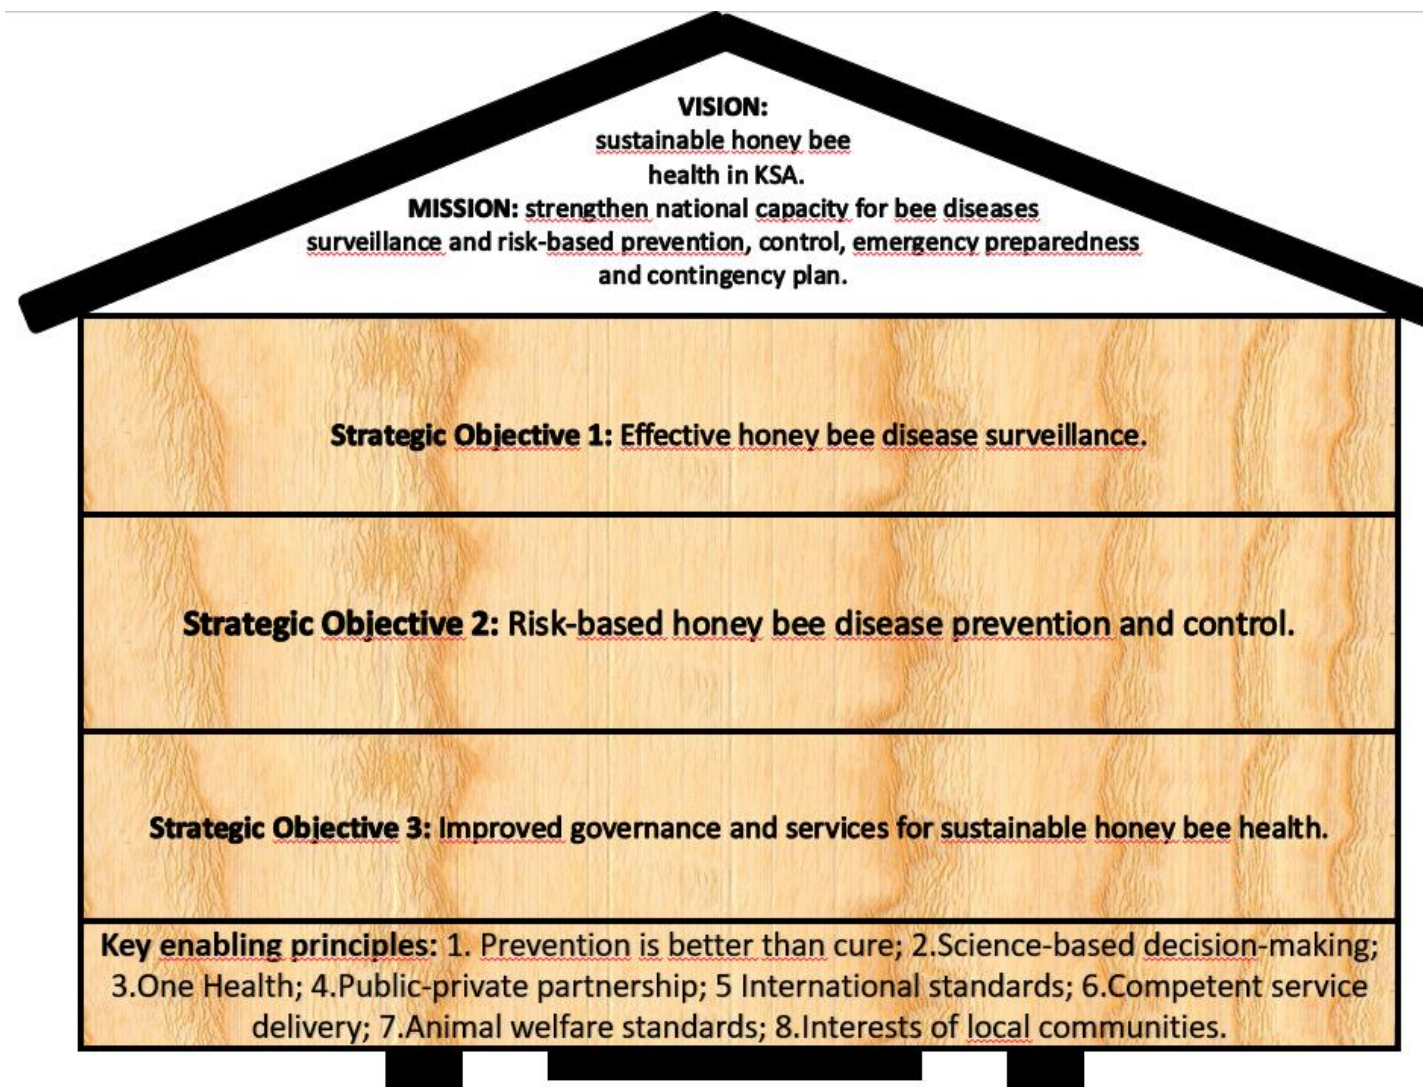 VISION:
sustainable honey bee
health in KSA.
MISSION: strengthen national capacity for bee diseases
surveillance and risk-based prevention, control, emergency preparedness
and contingency plan.
Strategic Objective 1: Effective honey bee disease surveillance.
Strategic Objective 2: Risk-based honey bee disease prevention and control.
Strategic Objective 3: Improved governance and services for sustainable honey bee health.
Key enabling principles: 1. Prevention is better than cure; 2.Science-based decision-making;
3.One Health; 4.Public-private partnership; 5 International standards; 6.Competent service
delivery; 7.Animal welfare standards; 8.Interests of local communities.